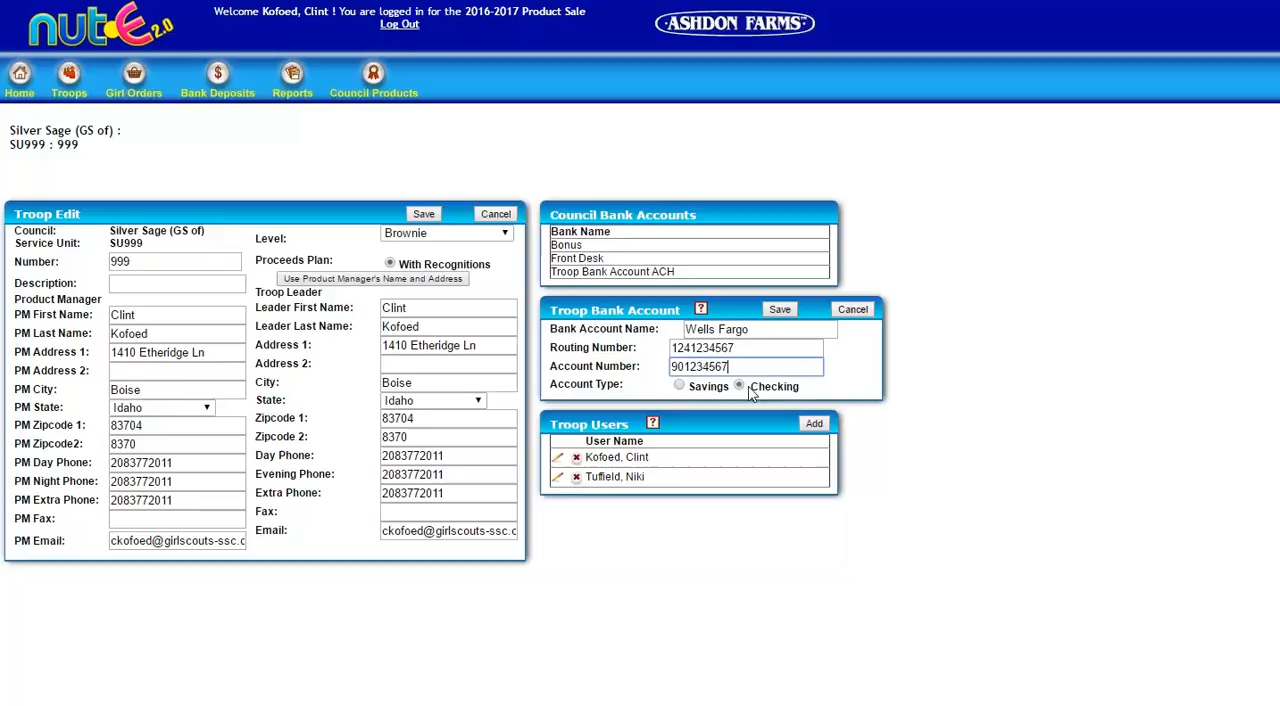 nut-E 2.0
Welcome Kofoed, Clint ! You are logged in for the 2016-2017 Product Sale
Log Out
·ASHDON FARMS·
Home
Troops
Girl Orders
Bank Deposits
Reports
Council Products
Silver Sage (GS of) :
SU999 : 999
Troop Edit
Save
Cancel
Council: Silver Sage (GS of)
Service Unit: SU999
Number: 999
Description:
Product Manager
PM First Name: Clint
PM Last Name: Kofoed
PM Address 1: 1410 Etheridge Ln
PM Address 2:
PM City: Boise
PM State: Idaho
PM Zipcode 1: 83704
PM Zipcode2: 8370
PM Day Phone: 2083772011
PM Night Phone: 2083772011
PM Extra Phone: 2083772011
PM Fax:
PM Email: ckofoed@girlscouts-ssc.c
Level: Brownie
Proceeds Plan: With Recognitions
Use Product Manager's Name and Address
Troop Leader
Leader First Name: Clint
Leader Last Name: Kofoed
Address 1: 1410 Etheridge Ln
Address 2:
City: Boise
State: Idaho
Zipcode 1: 83704
Zipcode 2: 8370
Day Phone: 2083772011
Evening Phone: 2083772011
Extra Phone: 2083772011
Fax:
Email: ckofoed@girlscouts-ssc.c
Council Bank Accounts
Bank Name
Bonus
Front Desk
Troop Bank Account ACH
Troop Bank Account ? Save Cancel
Bank Account Name: Wells Fargo
Routing Number: 1241234567
Account Number: 901234567
Account Type: Savings Checking
Troop Users ? Add
User Name
Kofoed, Clint
Tuffield, Niki